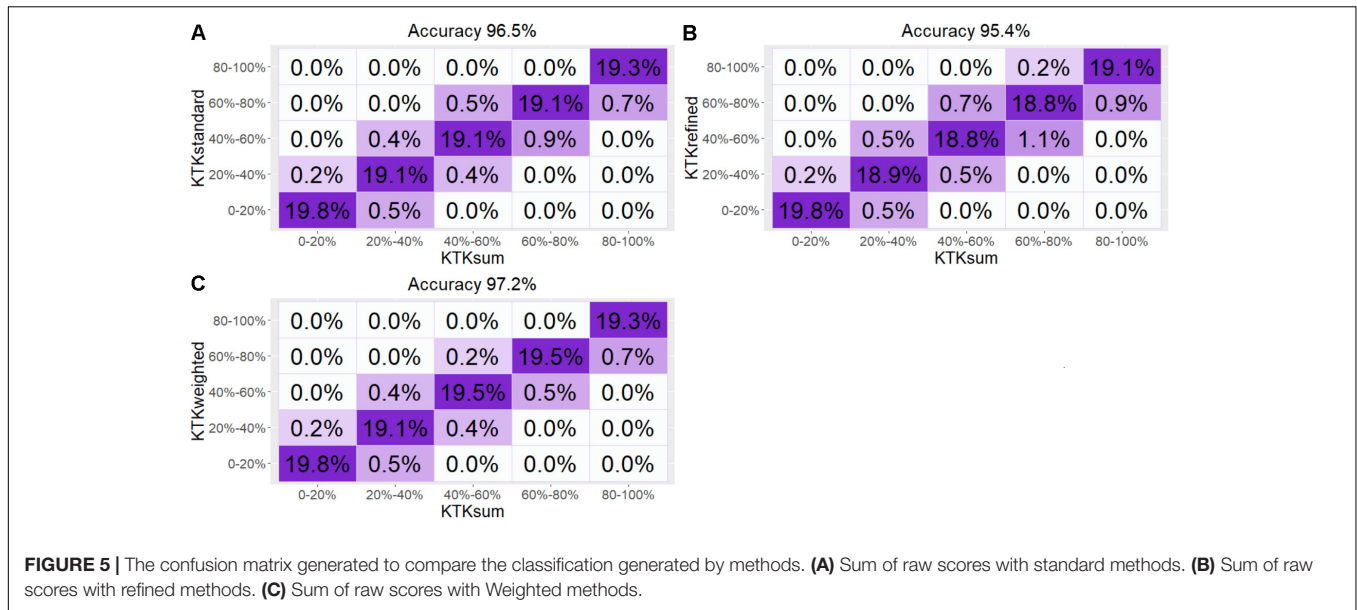 A
Accuracy 96.5%
KTKstandard
80-100% 0.0% 0.0% 0.0% 0.0% 19.3%
60%-80% 0.0% 0.0% 0.5% 19.1% 0.7%
40%-60% 0.0% 0.4% 19.1% 0.9% 0.0%
20%-40% 0.2% 19.1% 0.4% 0.0% 0.0%
0-20% 19.8% 0.5% 0.0% 0.0% 0.0%
0-20% 20%-40% 40%-60% 60%-80% 80-100%
KTKsum
B
Accuracy 95.4%
KTKrefined
80-100% 0.0% 0.0% 0.0% 0.2% 19.1%
60%-80% 0.0% 0.0% 0.7% 18.8% 0.9%
40%-60% 0.0% 0.5% 18.8% 1.1% 0.0%
20%-40% 0.2% 18.9% 0.5% 0.0% 0.0%
0-20% 19.8% 0.5% 0.0% 0.0% 0.0%
0-20% 20%-40% 40%-60% 60%-80% 80-100%
KTKsum
C
Accuracy 97.2%
KTKweighted
80-100% 0.0% 0.0% 0.0% 0.0% 19.3%
60%-80% 0.0% 0.0% 0.2% 19.5% 0.7%
40%-60% 0.0% 0.4% 19.5% 0.5% 0.0%
20%-40% 0.2% 19.1% 0.4% 0.0% 0.0%
0-20% 19.8% 0.5% 0.0% 0.0% 0.0%
0-20% 20%-40% 40%-60% 60%-80% 80-100%
KTKsum
FIGURE 5 | The confusion matrix generated to compare the classification generated by methods. (A) Sum of raw scores with standard methods. (B) Sum of raw
scores with refined methods. (C) Sum of raw scores with Weighted methods.